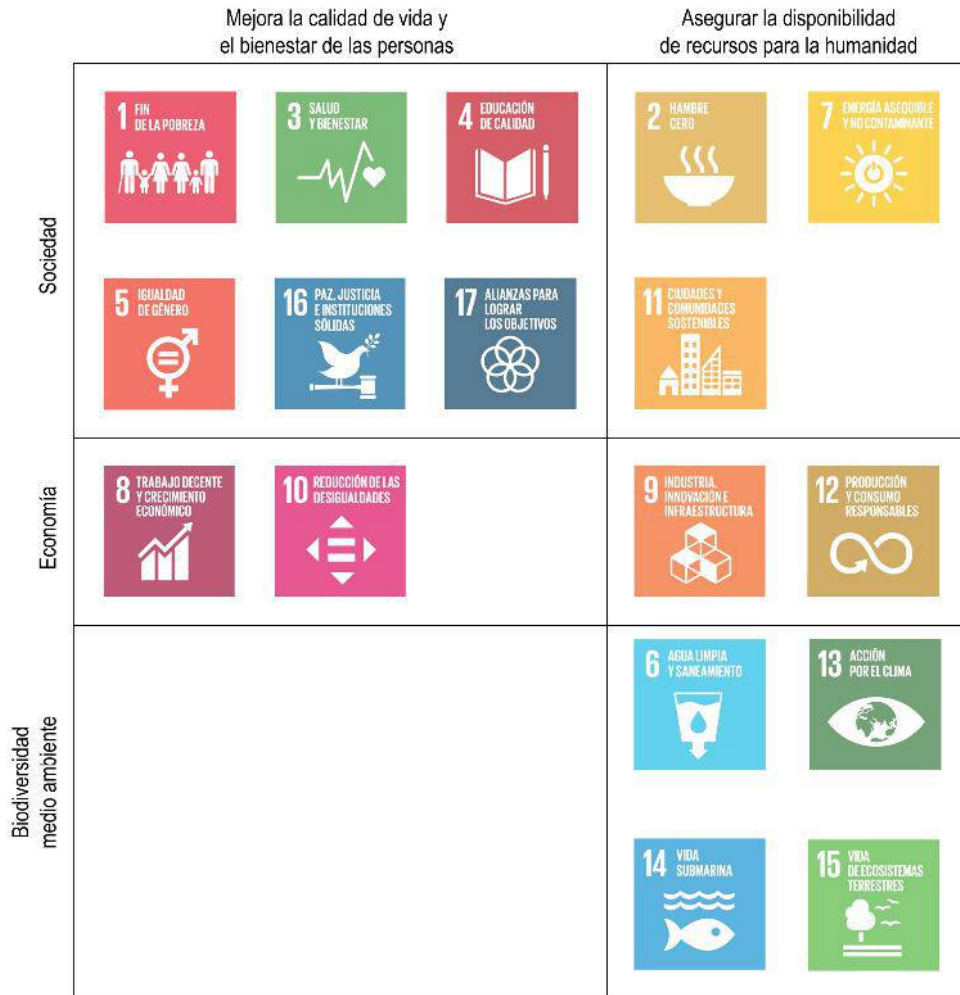 Mejora la calidad de vida y
el bienestar de las personas
Asegurar la disponibilidad
de recursos para la humanidad
Sociedad
1 FIN
DE LA POBREZA
3 SALUD
Y BIENESTAR
4 EDUCACIÓN
DE CALIDAD
2 HAMBRE
CERO
7 ENERGÍA ASEQUIBLE
Y NO CONTAMINANTE
5 IGUALDAD
DE GÉNERO
16 PAZ, JUSTICIA
E INSTITUCIONES
SÓLIDAS
17 ALIANZAS PARA
LOGRAR
LOS OBJETIVOS
11 CIUDADES Y
COMUNIDADES
SOSTENIBLES
Economía
8 TRABAJO DECENTE
Y CRECIMIENTO
ECONÓMICO
10 REDUCCIÓN DE LAS
DESIGUALDADES
9 INDUSTRIA,
INNOVACIÓN E
INFRAESTRUCTURA
12 PRODUCCIÓN
Y CONSUMO
RESPONSABLES
Biodiversidad
medio ambiente
6 AGUA LIMPIA
Y SANEAMIENTO
13 ACCIÓN
POR EL CLIMA
14 VIDA
SUBMARINA
15 VIDA
DE ECOSISTEMAS
TERRESTRES